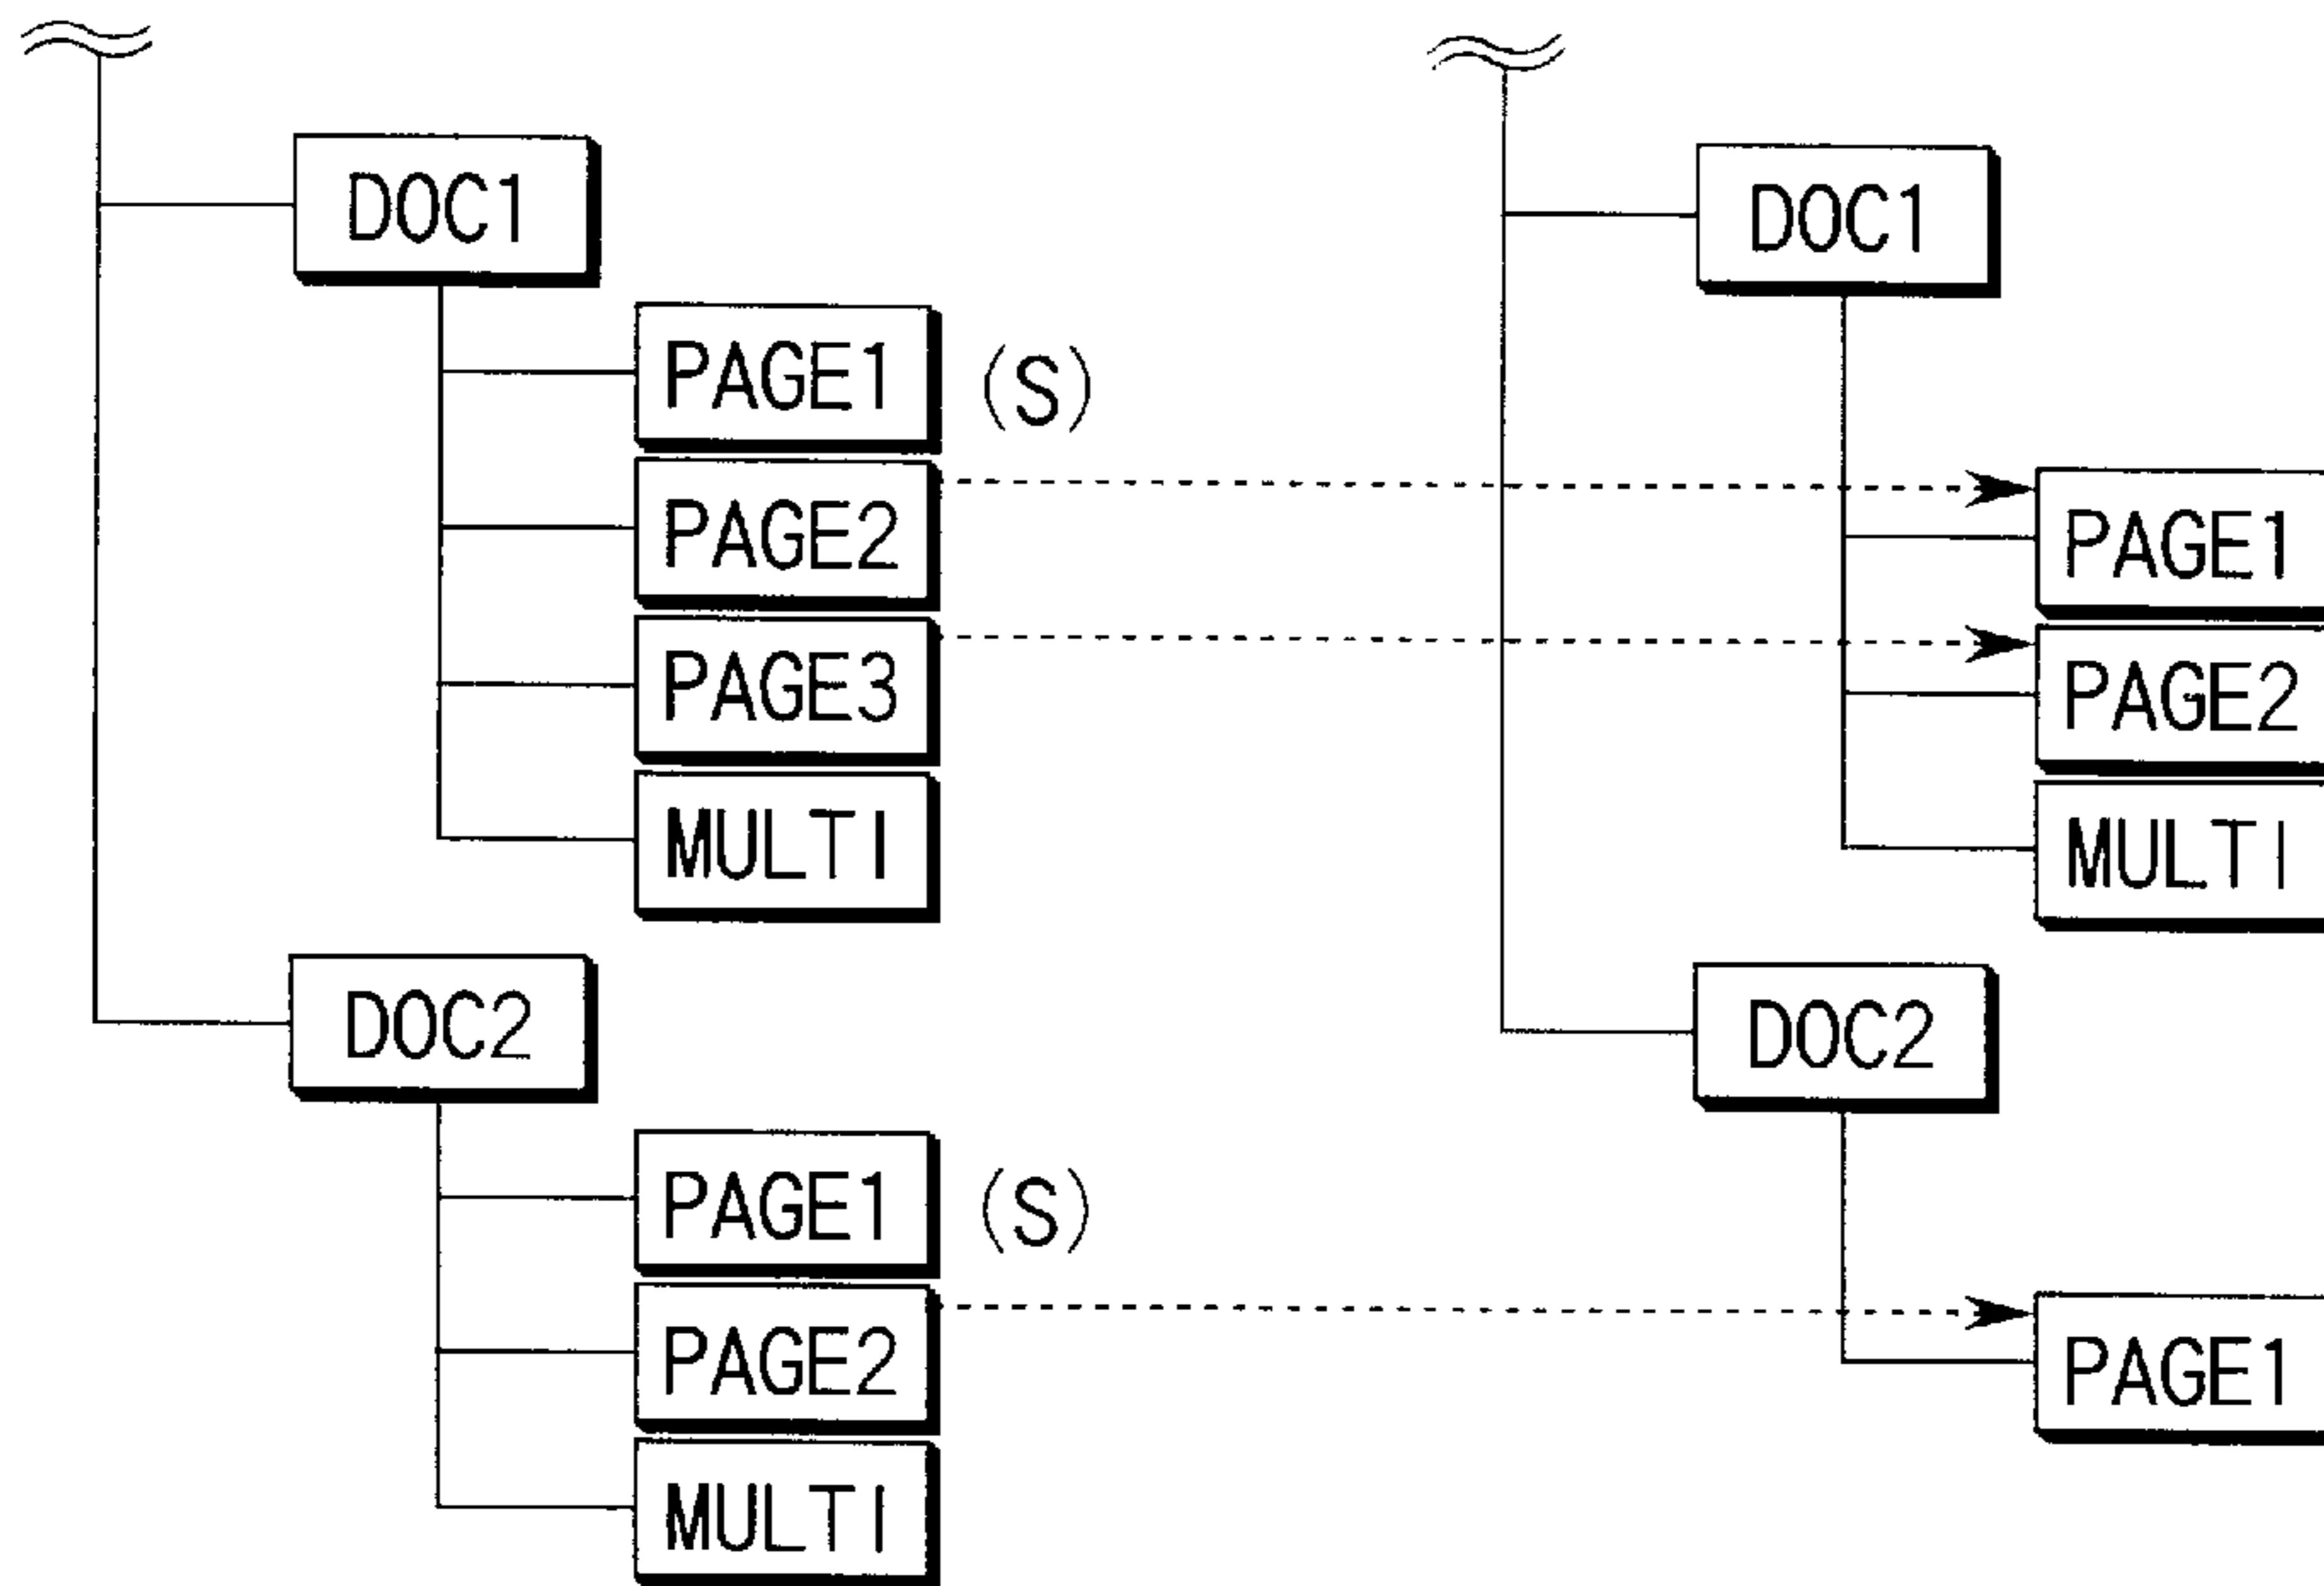 DOC1
PAGE1 (S)
PAGE2
PAGE3
MULTI
DOC2
PAGE1 (S)
PAGE2
MULTI
DOC1
PAGE1
PAGE2
MULTI
DOC2
PAGE1